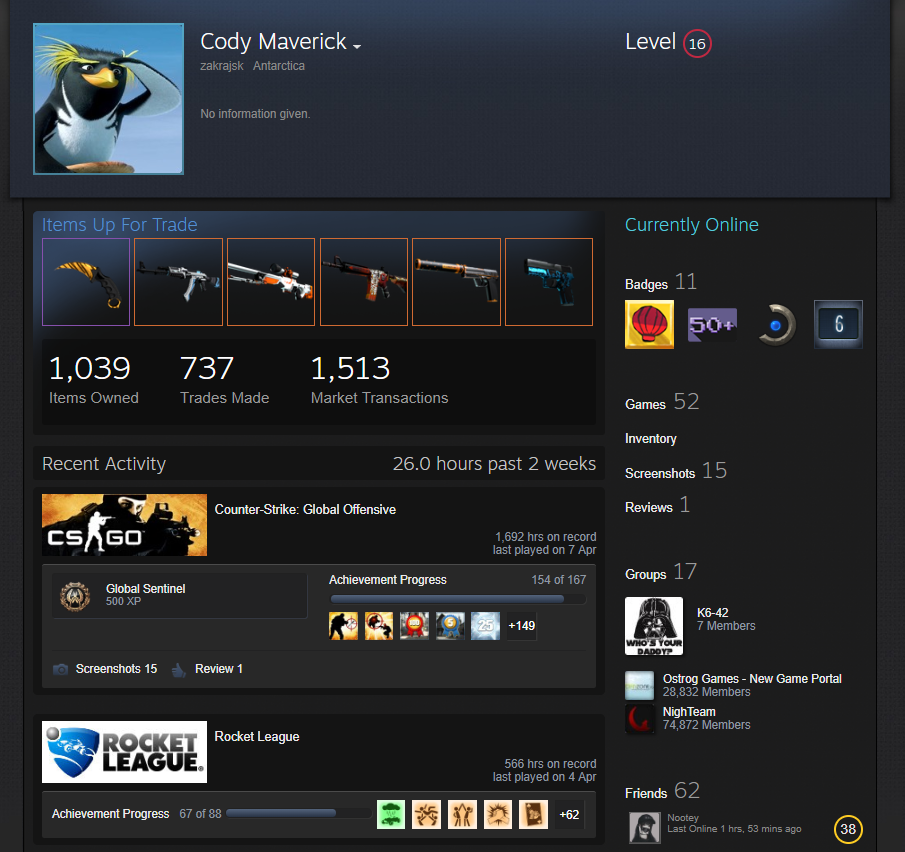 Cody Maverick
zakrajsk Antarctica
No information given.
Level 16
Items Up For Trade
1,039
Items Owned
737
Trades Made
1,513
Market Transactions
Recent Activity
26.0 hours past 2 weeks
CS GO
Counter-Strike: Global Offensive
1,692 hrs on record
last played on 7 Apr
Global Sentinel
500 XP
Achievement Progress
154 of 167
25
+149
Screenshots 15
Review 1
ROCKET
LEAGUE
Rocket League
566 hrs on record
last played on 4 Apr
Achievement Progress 67 of 88
+62
Currently Online
Badges 11
50+
6
Games 52
Inventory
Screenshots 15
Reviews 1
Groups 17
WHO'S YOUR
DADDY?
K6-42
7 Members
Ostrog Games - New Game Portal
28,832 Members
NighTeam
74,872 Members
Friends 62
Nootey
Last Online 1 hrs, 53 mins ago
38